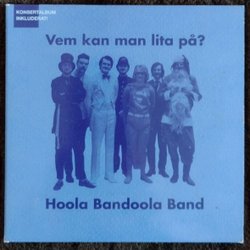 KONSERTALBUM
INKLUDERAT!
Vem kan man lita på?
Hoola Bandoola Band